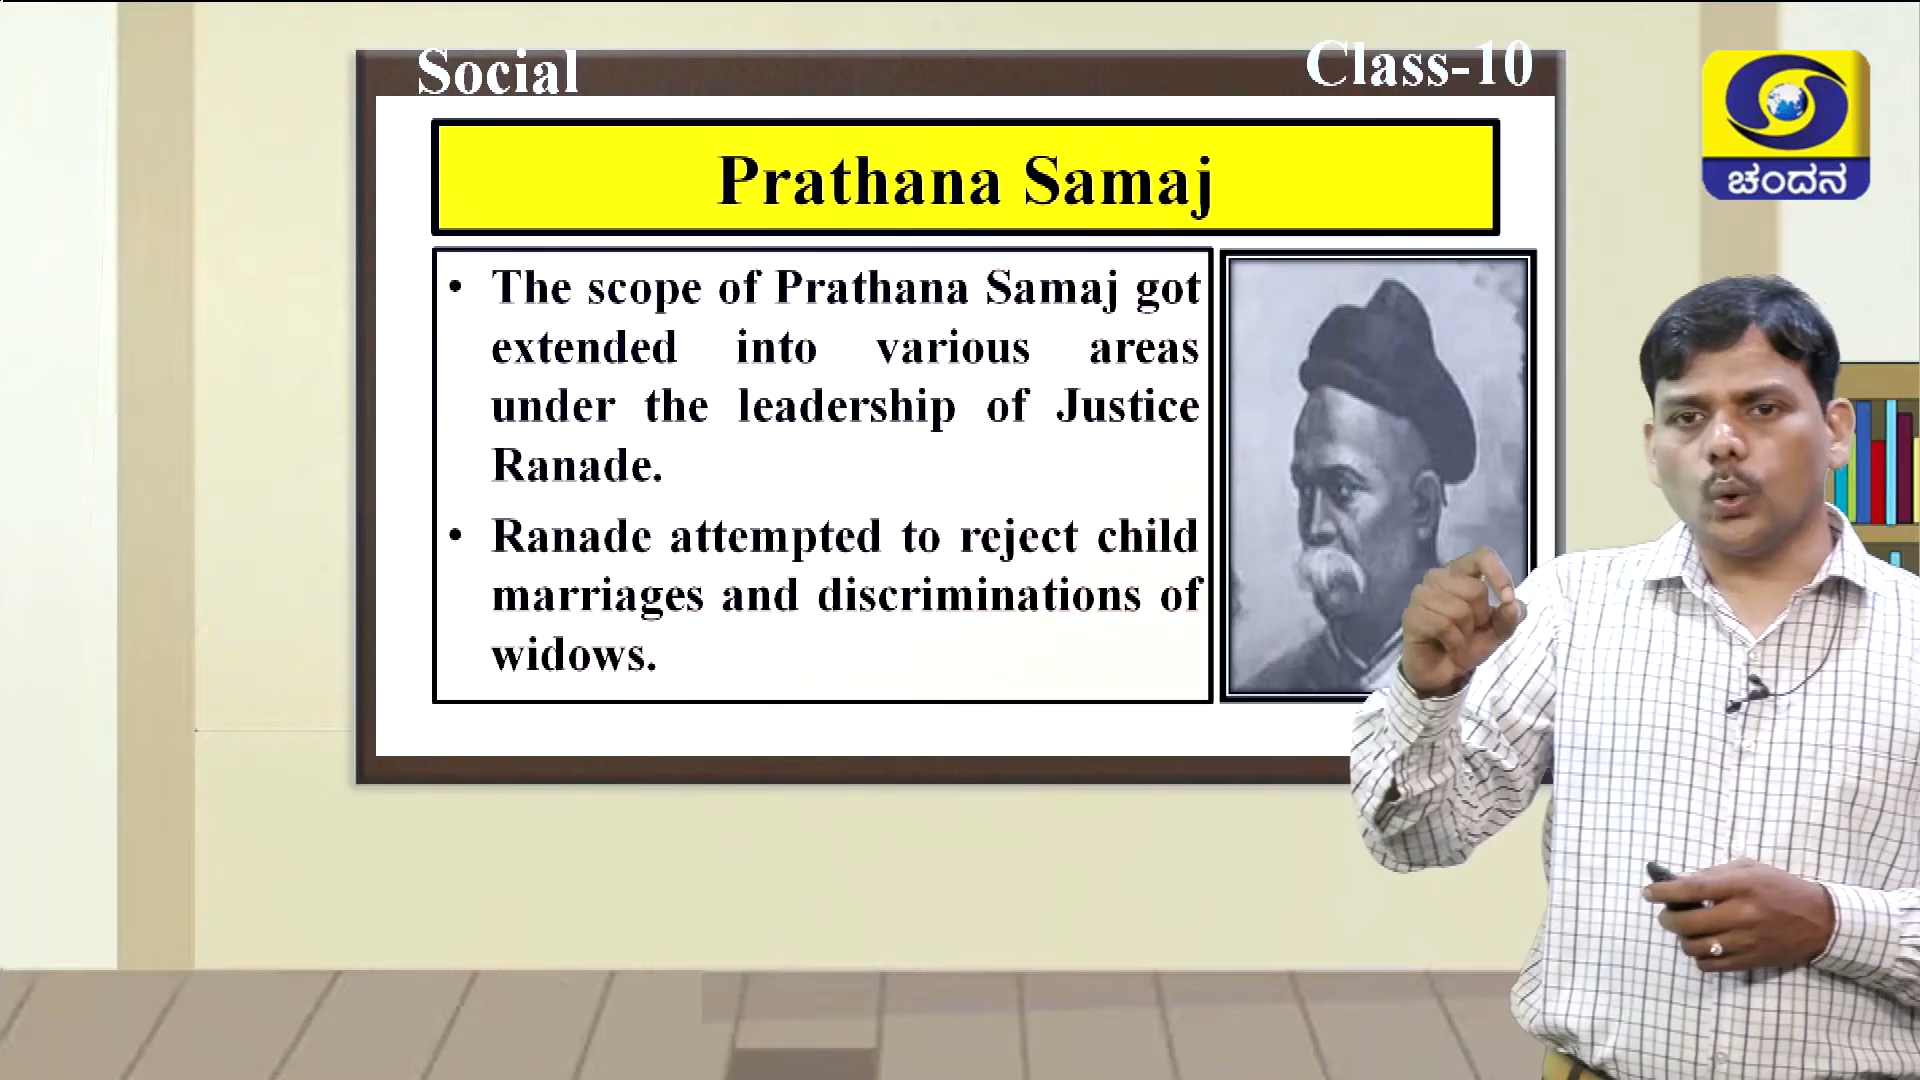 Social
Class-10
ಚಂದನ
Prathana Samaj
• The scope of Prathana Samaj got
extended into various areas
under the leadership of Justice
Ranade.
• Ranade attempted to reject child
marriages and discriminations of
widows.